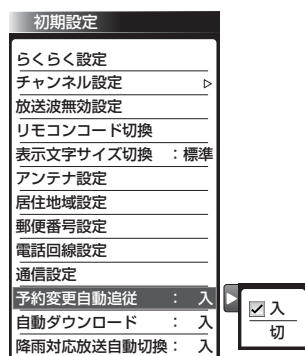 初期設定
らくらく設定
チャンネル設定
放送波無効設定
リモコンコード切換
表示文字サイズ切換 ：標準
アンテナ設定
居住地域設定
郵便番号設定
電話回線設定
通信設定
予約変更自動追従 ： 入
自動ダウンロード ： 入
降雨対応放送自動切換： 入
入
切